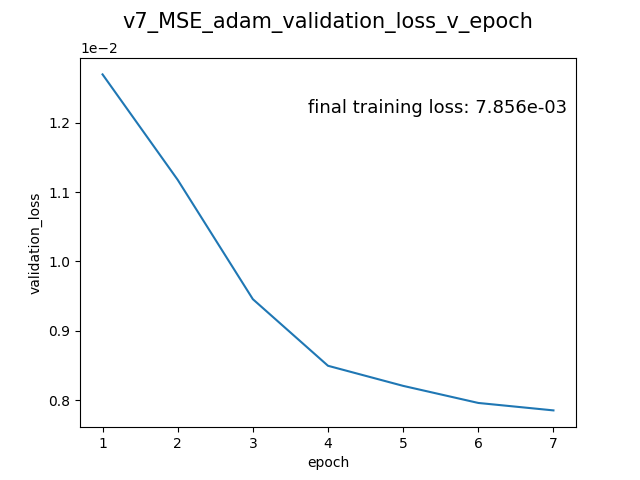 v7_MSE_adam_validation_loss_v_epoch
1e−2
final training loss: 7.856e-03
1.2
1.1
1.0
0.9
0.8
validation_loss
1 2 3 4 5 6 7
epoch